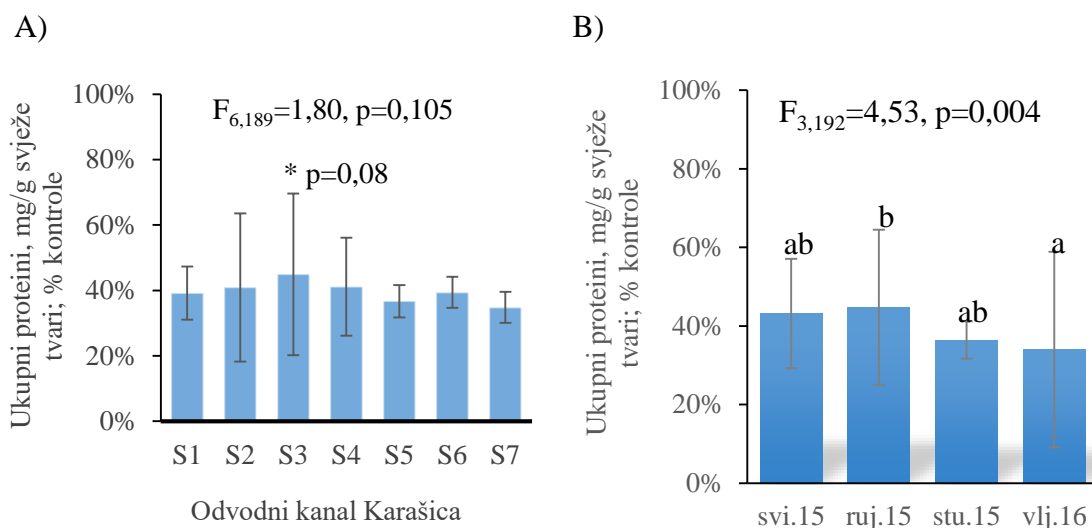 A)
Ukupni proteini, mg/g svježe
tvari; % kontrole
100%
80%
60%
40%
20%
0%
F6,189=1,80, p=0,105
* p=0,08
S1 S2 S3 S4 S5 S6 S7
Odvodni kanal Karašica
B)
Ukupni proteini, mg/g svježe
tvari; % kontrole
100%
80%
60%
40%
20%
0%
F3,192=4,53, p=0,004
ab b ab a
svi.15 ruj.15 stu.15 vlj.16